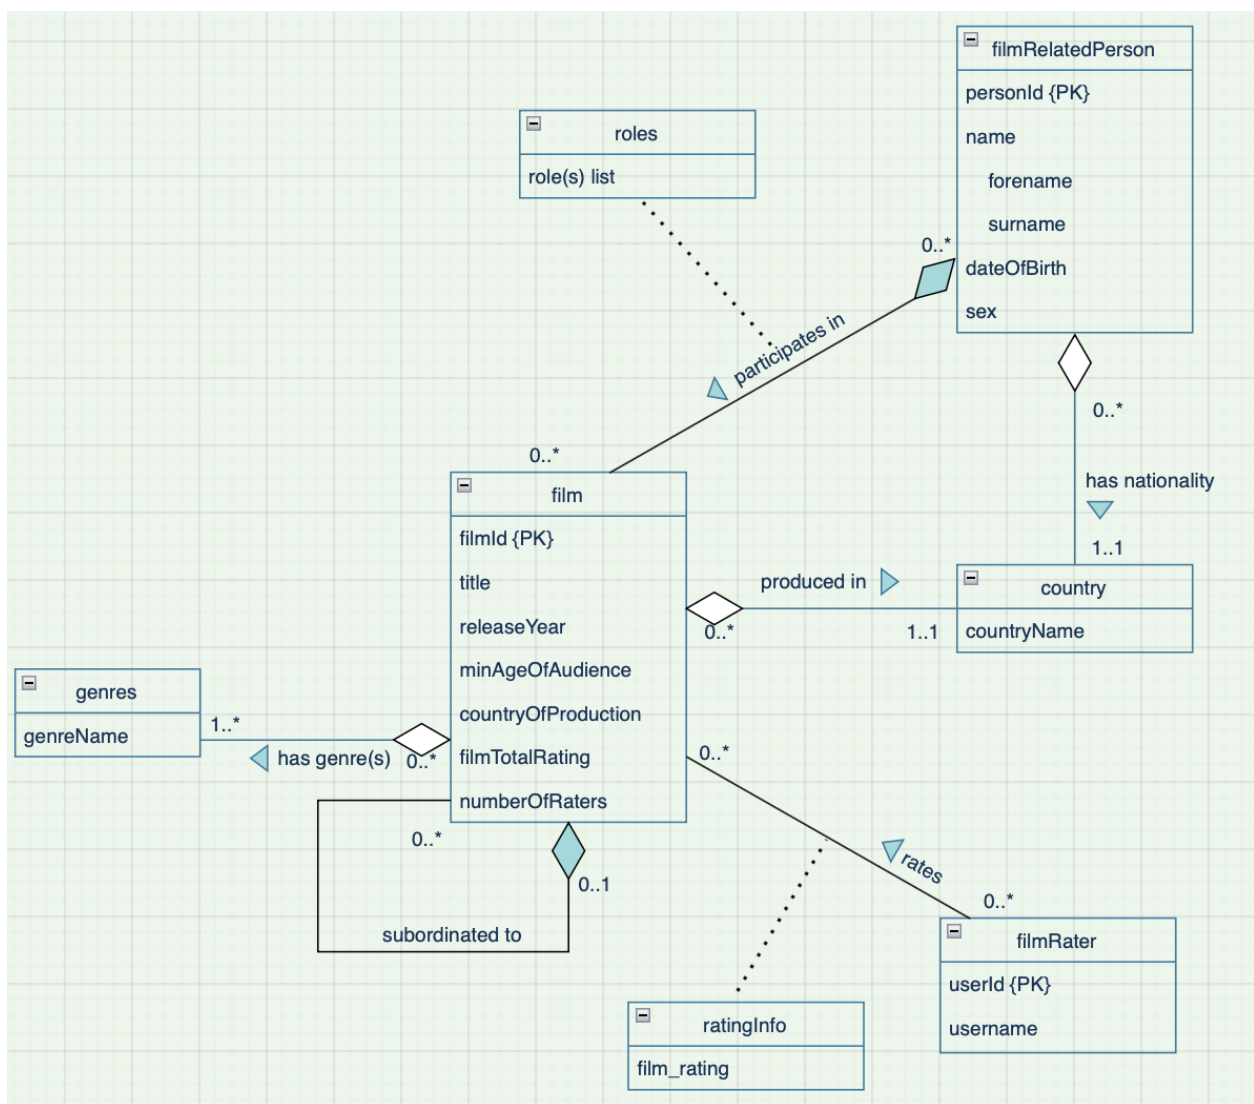 filmRelatedPerson
personId {PK}
name
forename
surname
dateOfBirth
sex
roles
role(s) list
0..*
participates in
0..*
0..*
has nationality
1..1
film
filmId {PK}
title
releaseYear
minAgeOfAudience
countryOfProduction
filmTotalRating
numberOfRaters
produced in
0..*
1..1
country
countryName
genres
genreName
1..*
has genre(s)
0..*
0..*
0..*
0..1
subordinated to
rates
0..*
filmRater
userId {PK}
username
ratingInfo
film_rating